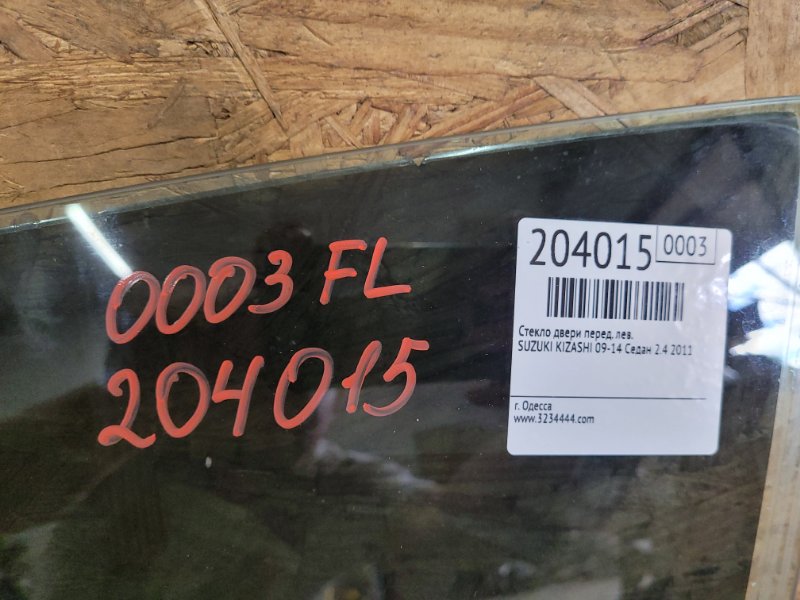 0003 FL
204015
204015 0003
Стекло двери перед. лев.
SUZUKI KIZASHI 09-14 Седан 2.4 2011
г. Одесса
www.3234444.com